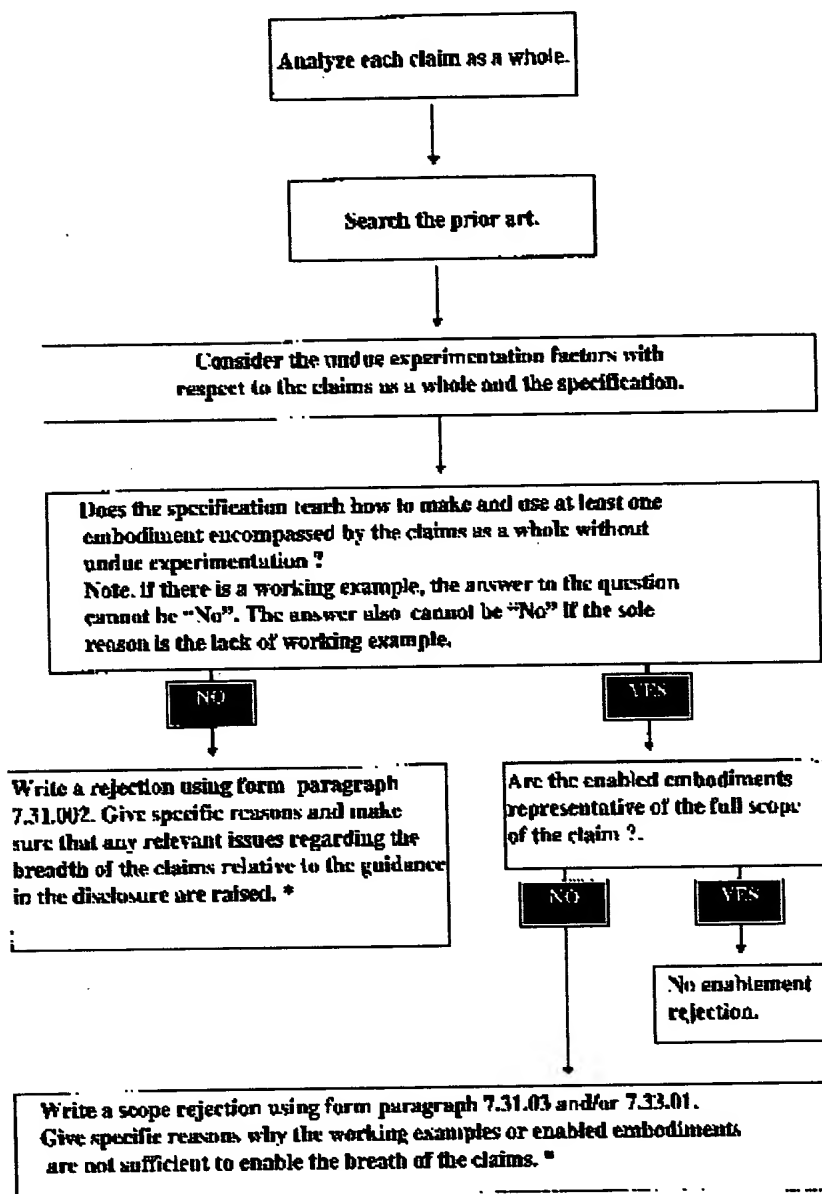 Analyze each claim as a whole.
Search the prior art.
Consider the undue experimentation factors with
respect to the claims as a whole and the specification.
Does the specification teach how to make and use at least one
embodiment encompassed by the claims as a whole without
undue experimentation ?
Note. if there is a working example, the answer to the question
cannot be “No”. The answer also cannot be “No” if the sole
reason is the lack of working example.
NO
YES
Write a rejection using form paragraph
7.31.002. Give specific reasons and make
sure that any relevant issues regarding the
breadth of the claims relative to the guidance
in the disclosure are raised. *
Are the enabled embodiments
representative of the full scope
of the claim ?.
NO
YES
No enablement
rejection.
Write a scope rejection using form paragraph 7.31.03 and/or 7.33.01.
Give specific reasons why the working examples or enabled embodiments
are not sufficient to enable the breath of the claims. *